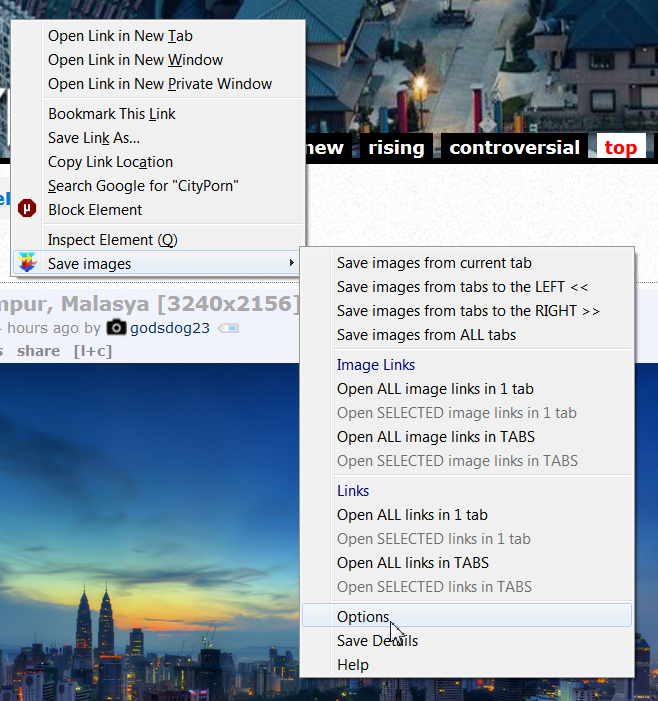 Open Link in New Tab
Open Link in New Window
Open Link in New Private Window
Bookmark This Link
Save Link As...
Copy Link Location
Search Google for "CityPorn"
Block Element
Inspect Element (Q)
Save images
new rising controversial top
Save images from current tab
Save images from tabs to the LEFT <<
Save images from tabs to the RIGHT >>
Save images from ALL tabs
Image Links
Open ALL image links in 1 tab
Open SELECTED image links in 1 tab
Open ALL image links in TABS
Open SELECTED image links in TABS
Links
Open ALL links in 1 tab
Open SELECTED links in 1 tab
Open ALL links in TABS
Open SELECTED links in TABS
Options
Save Details
Help
mpur, Malasya [3240x2156]
hours ago by godsdog23
share [l+c]